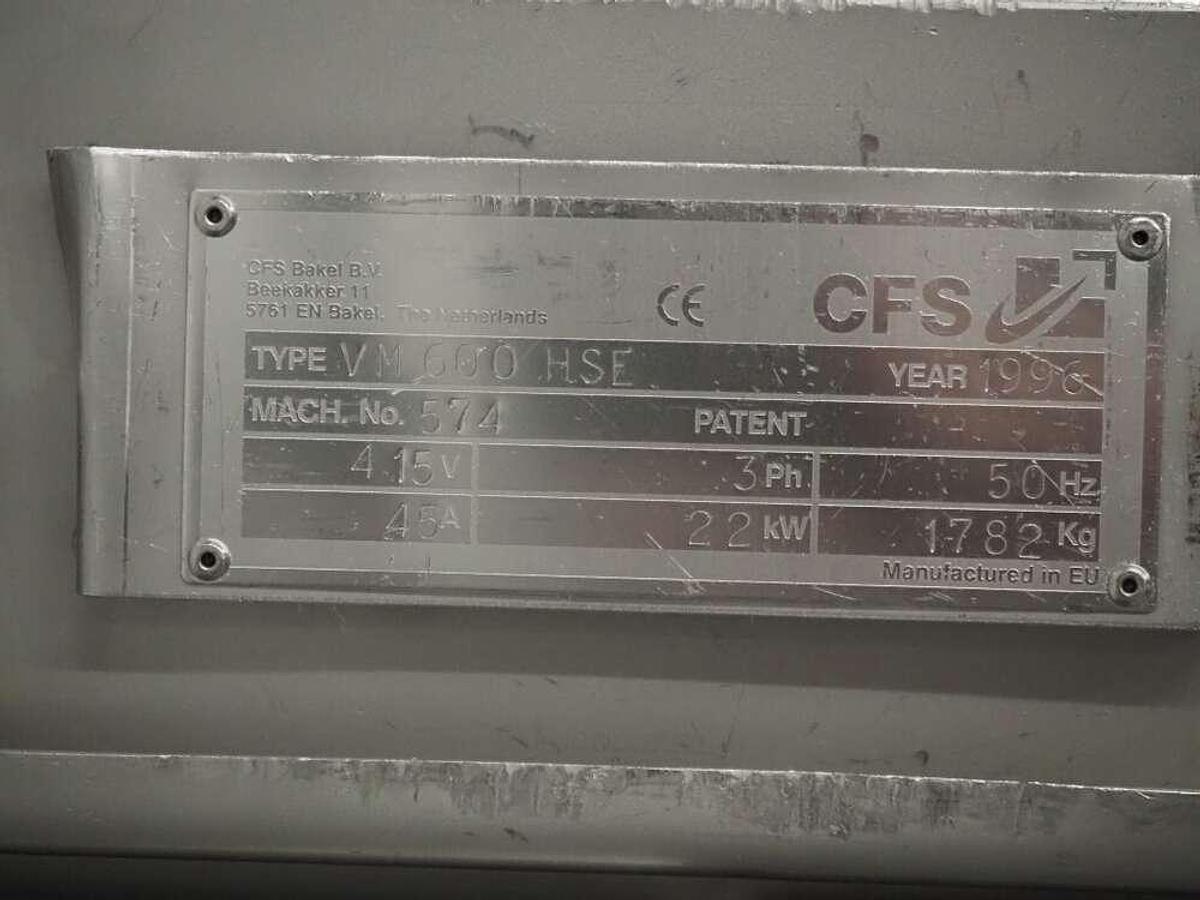 CFS Bakel B.V.
Beekakker 11
5761 EN Bakel. The Netherlands
CE
CFS
TYPE VM 600 HSE YEAR 1996
MACH. No. 574 PATENT
415 V 3 Ph 50 Hz
45 A 22 kW 1782 Kg
Manufactured in EU